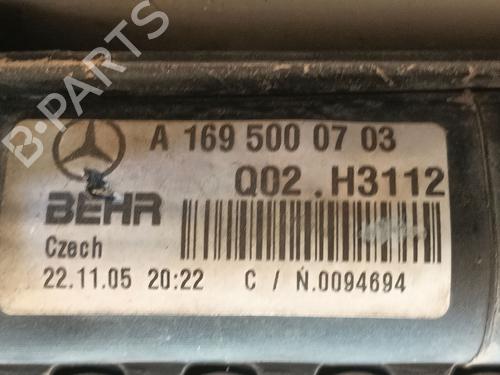 B-PARTS
A 169 500 07 03
Q02 .H3112
BEHR
Czech
22.11.05 20:22 C / N.0094694